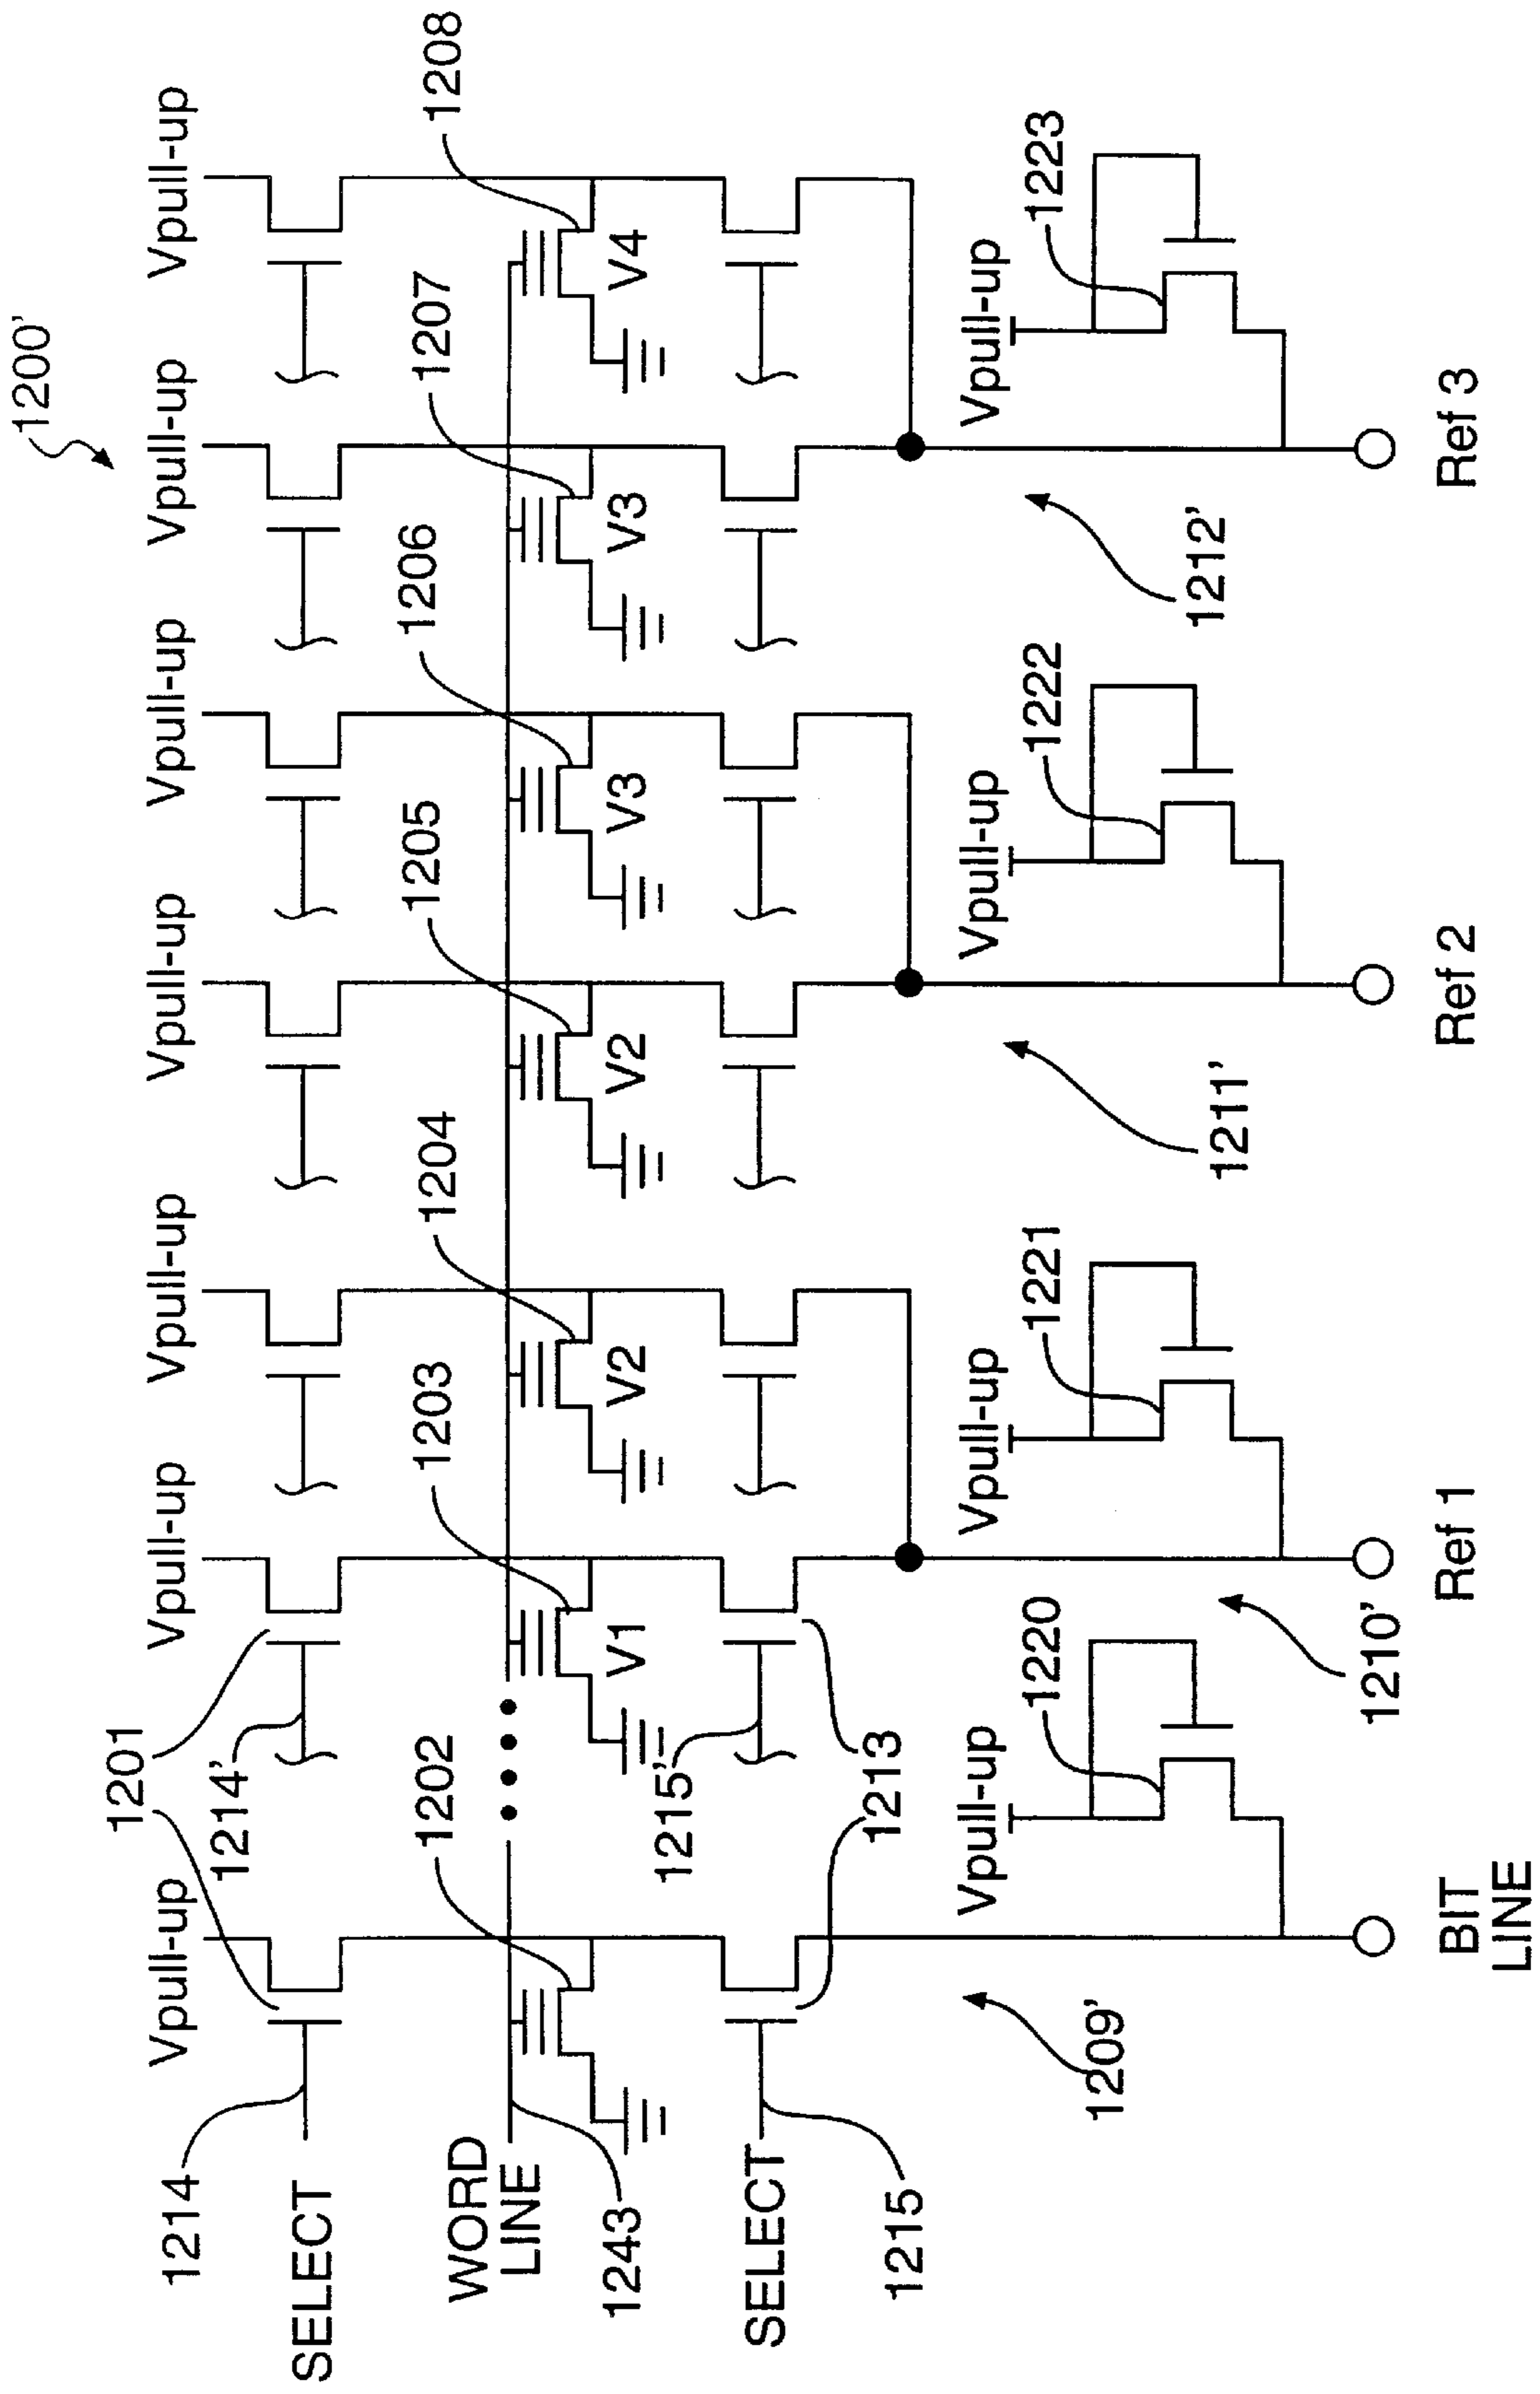 1200'
Vpull-up Vpull-up Vpull-up Vpull-up Vpull-up Vpull-up Vpull-up
1201
1214
1214'
SELECT
1202 1203 1204 1205 1206 1207 1208
WORD
LINE
1243
V1 V2 V2 V3 V3 V4
1215'
SELECT
1215
1213
Vpull-up Vpull-up Vpull-up Vpull-up
1220 1221 1222 1223
1209' 1210' 1211' 1212'
BIT
LINE
Ref 1 Ref 2 Ref 3